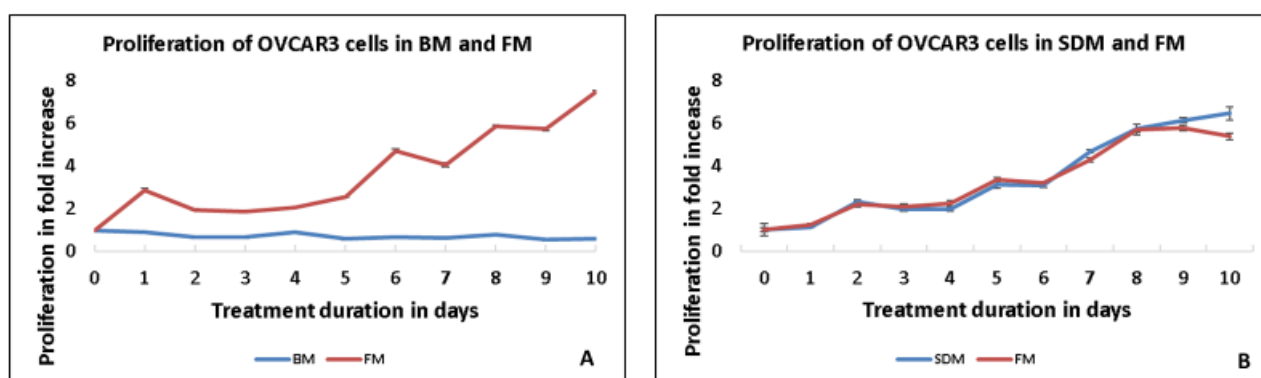 Proliferation of OVCAR3 cells in BM and FM
Proliferation in fold increase
8
6
4
2
0
0 1 2 3 4 5 6 7 8 9 10
Treatment duration in days
BM FM
A
Proliferation of OVCAR3 cells in SDM and FM
Proliferation in fold increase
8
6
4
2
0
0 1 2 3 4 5 6 7 8 9 10
Treatment duration in days
SDM FM
B